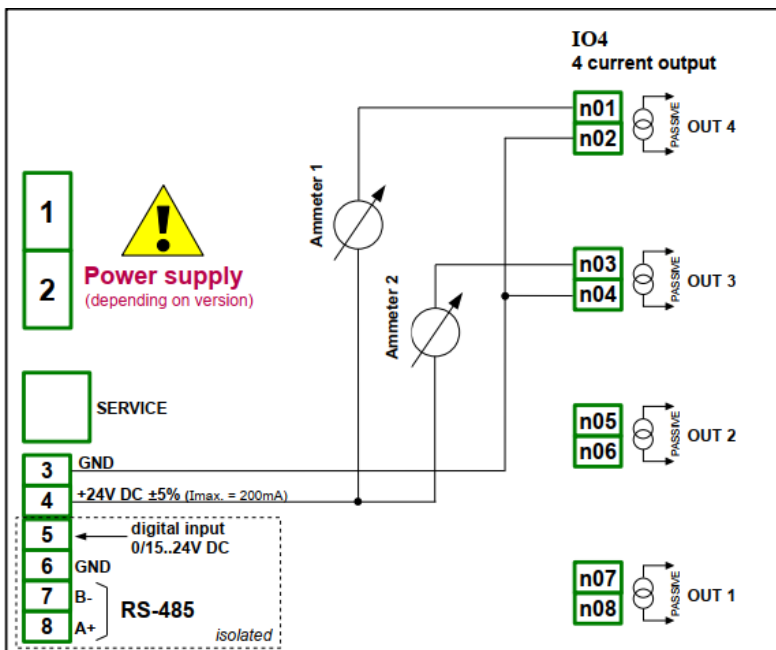 IO4
4 current output
n01
n02
PASSIVE
OUT 4
Ammeter 1
1
2
!
Power supply
(depending on version)
n03
n04
PASSIVE
OUT 3
Ammeter 2
SERVICE
n05
n06
PASSIVE
OUT 2
3 GND
4 +24V DC ±5% (Imax. = 200mA)
5 digital input
0/15..24V DC
6 GND
7 B-
8 A+
RS-485
isolated
n07
n08
PASSIVE
OUT 1